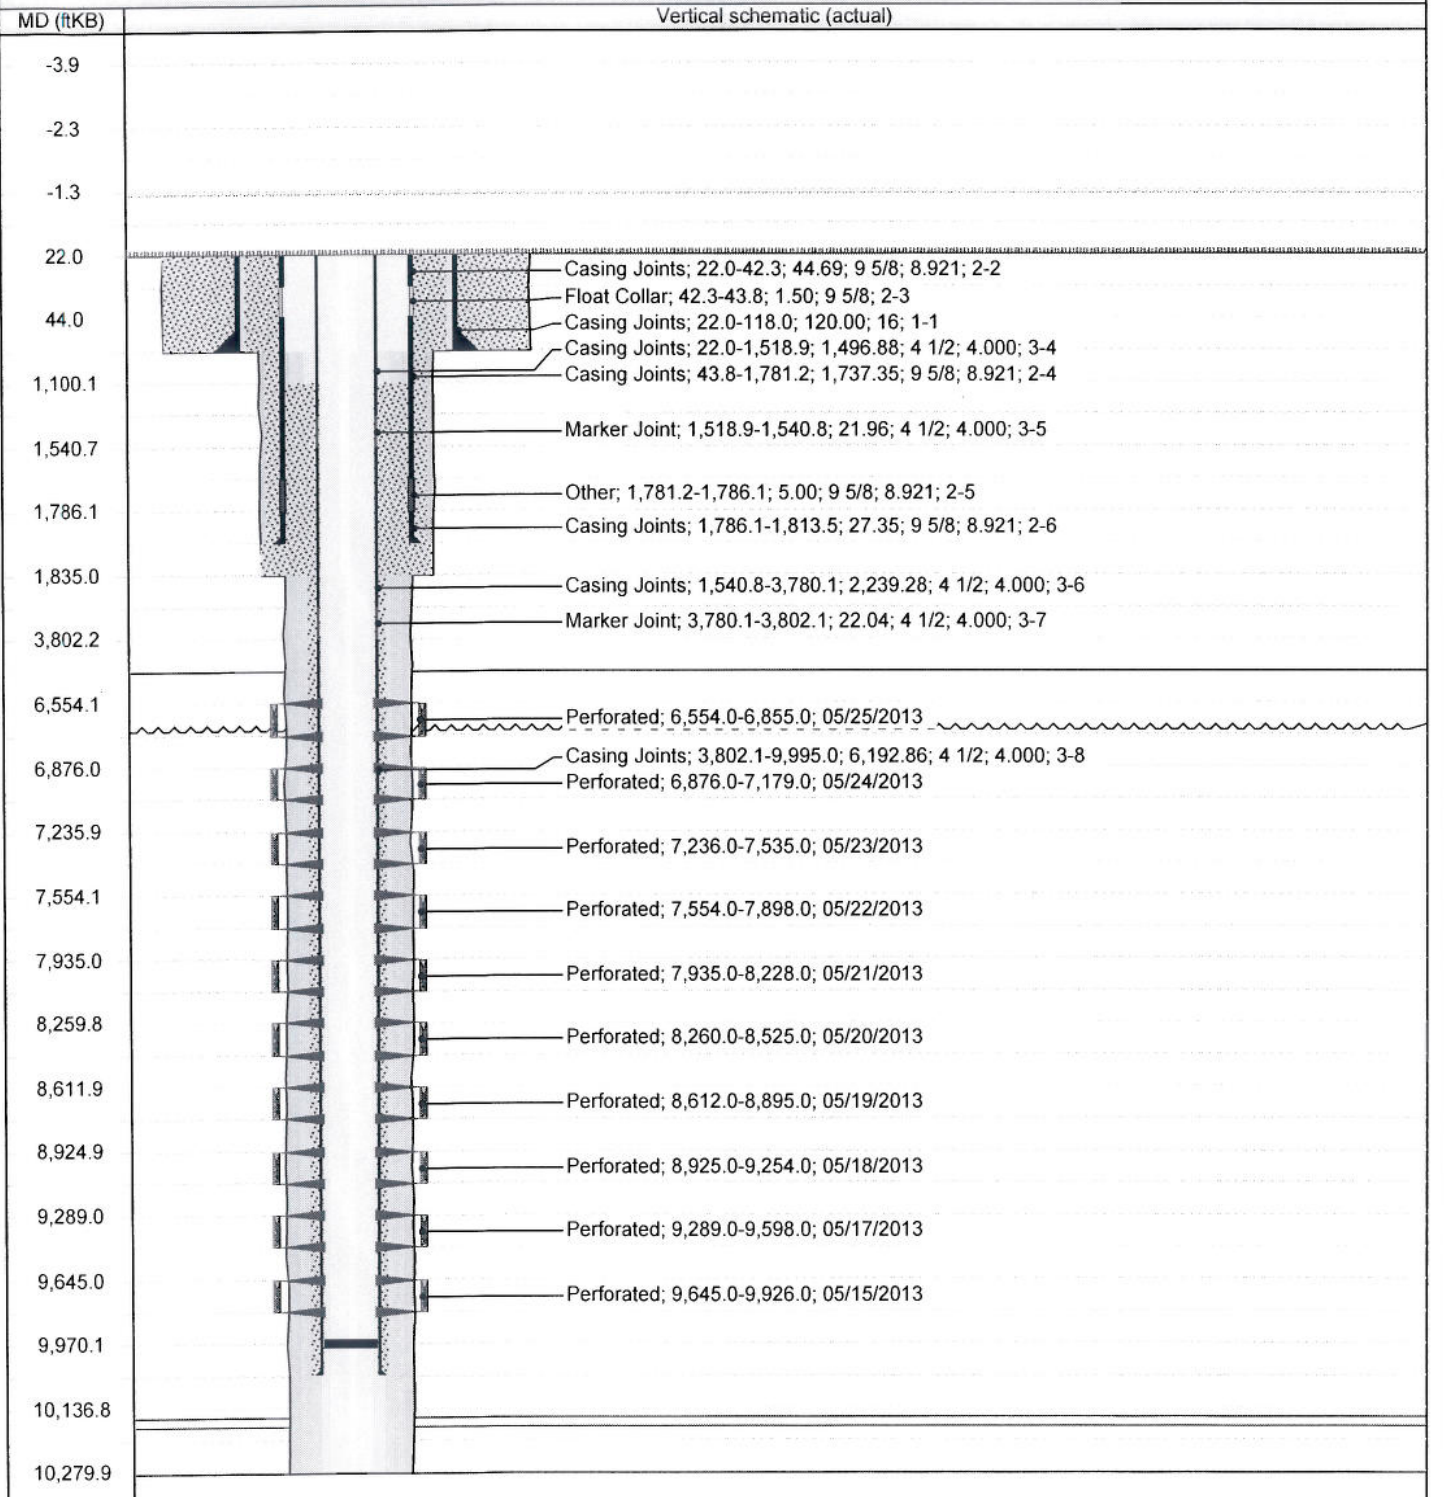 MD (ftKB) Vertical schematic (actual)
-3.9
-2.3
-1.3
22.0
Casing Joints; 22.0-42.3; 44.69; 9 5/8; 8.921; 2-2
Float Collar; 42.3-43.8; 1.50; 9 5/8; 2-3
44.0 Casing Joints; 22.0-118.0; 120.00; 16; 1-1
Casing Joints; 22.0-1,518.9; 1,496.88; 4 1/2; 4.000; 3-4
1,100.1 Casing Joints; 43.8-1,781.2; 1,737.35; 9 5/8; 8.921; 2-4
Marker Joint; 1,518.9-1,540.8; 21.96; 4 1/2; 4.000; 3-5
1,540.7
Other; 1,781.2-1,786.1; 5.00; 9 5/8; 8.921; 2-5
1,786.1
Casing Joints; 1,786.1-1,813.5; 27.35; 9 5/8; 8.921; 2-6
1,835.0 Casing Joints; 1,540.8-3,780.1; 2,239.28; 4 1/2; 4.000; 3-6
Marker Joint; 3,780.1-3,802.1; 22.04; 4 1/2; 4.000; 3-7
3,802.2
6,554.1 Perforated; 6,554.0-6,855.0; 05/25/2013
Casing Joints; 3,802.1-9,995.0; 6,192.86; 4 1/2; 4.000; 3-8
6,876.0 Perforated; 6,876.0-7,179.0; 05/24/2013
7,235.9 Perforated; 7,236.0-7,535.0; 05/23/2013
7,554.1 Perforated; 7,554.0-7,898.0; 05/22/2013
7,935.0 Perforated; 7,935.0-8,228.0; 05/21/2013
8,259.8 Perforated; 8,260.0-8,525.0; 05/20/2013
8,611.9 Perforated; 8,612.0-8,895.0; 05/19/2013
8,924.9 Perforated; 8,925.0-9,254.0; 05/18/2013
9,289.0 Perforated; 9,289.0-9,598.0; 05/17/2013
9,645.0 Perforated; 9,645.0-9,926.0; 05/15/2013
9,970.1
10,136.8
10,279.9